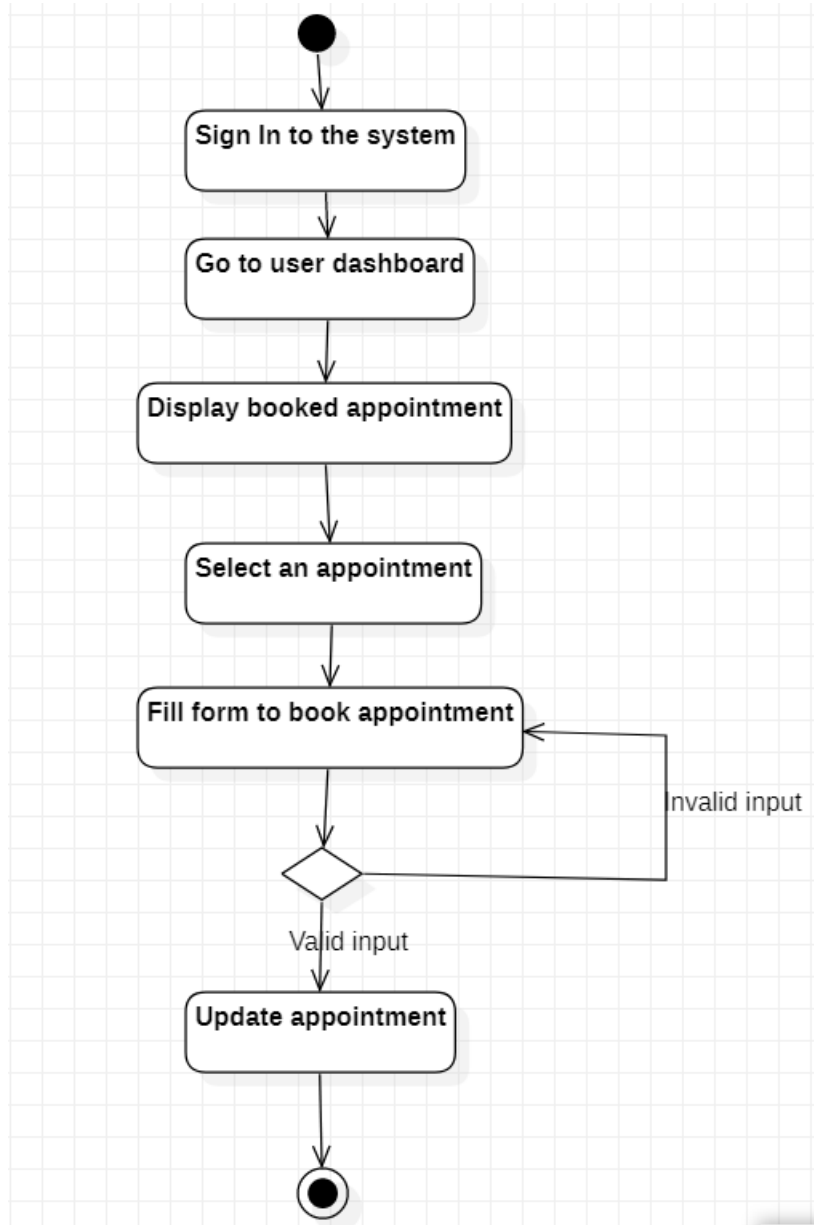 Sign In to the system
Go to user dashboard
Display booked appointment
Select an appointment
Fill form to book appointment
Invalid input
Valid input
Update appointment